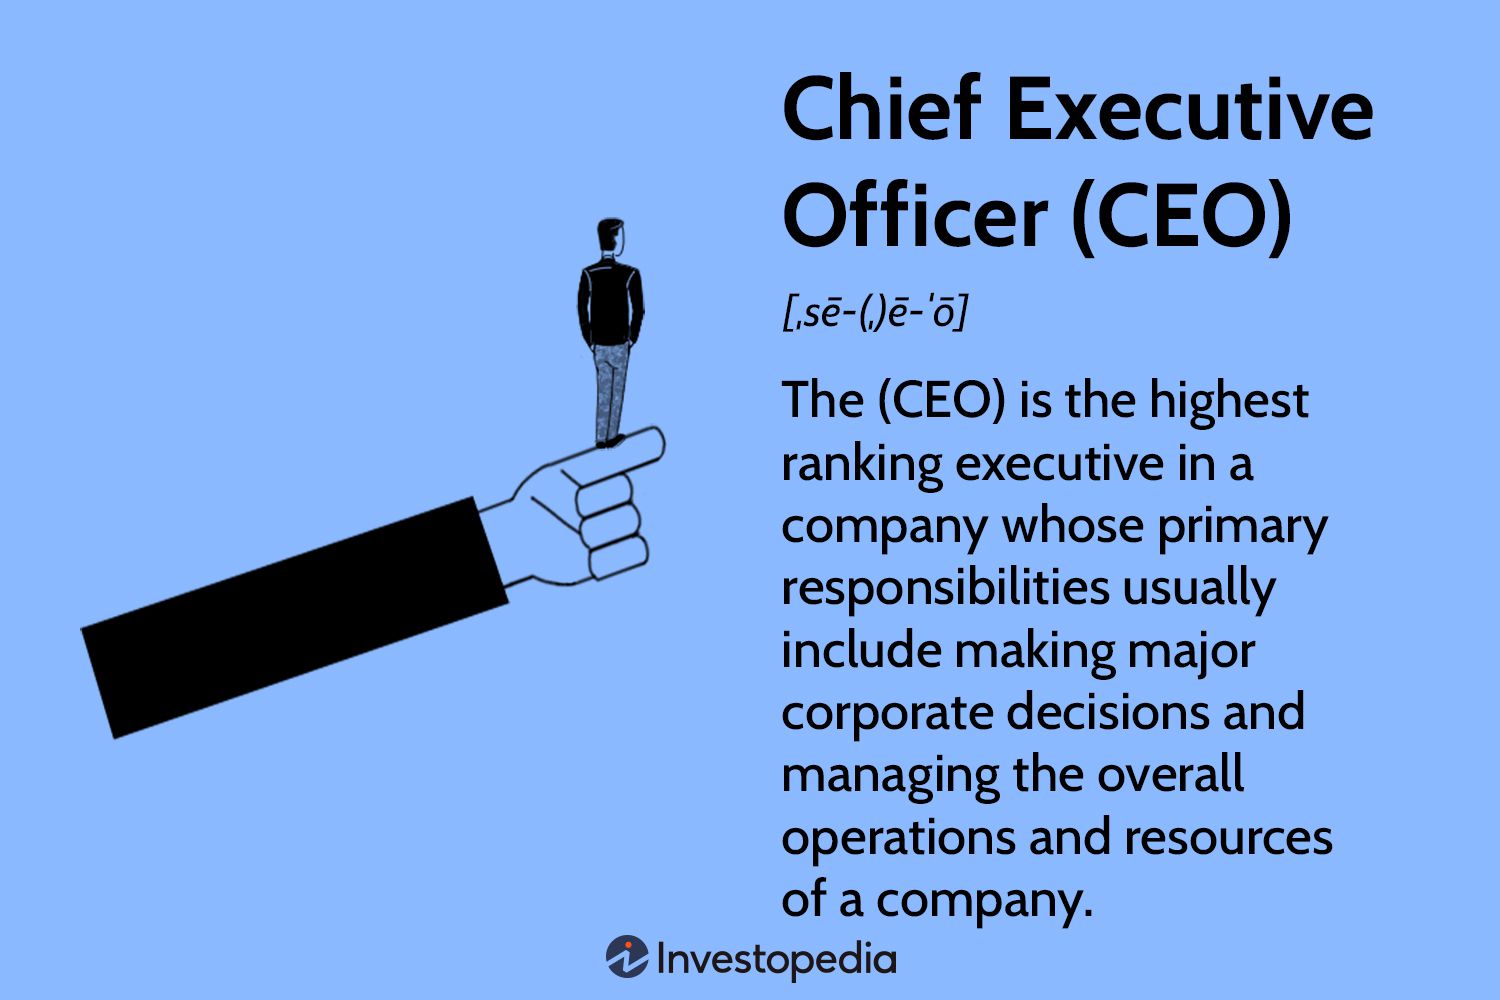 Chief Executive
Officer (CEO)
[ˌsē-(ˌ)ē-ˈō]
The (CEO) is the highest
ranking executive in a
company whose primary
responsibilities usually
include making major
corporate decisions and
managing the overall
operations and resources
of a company.
Investopedia